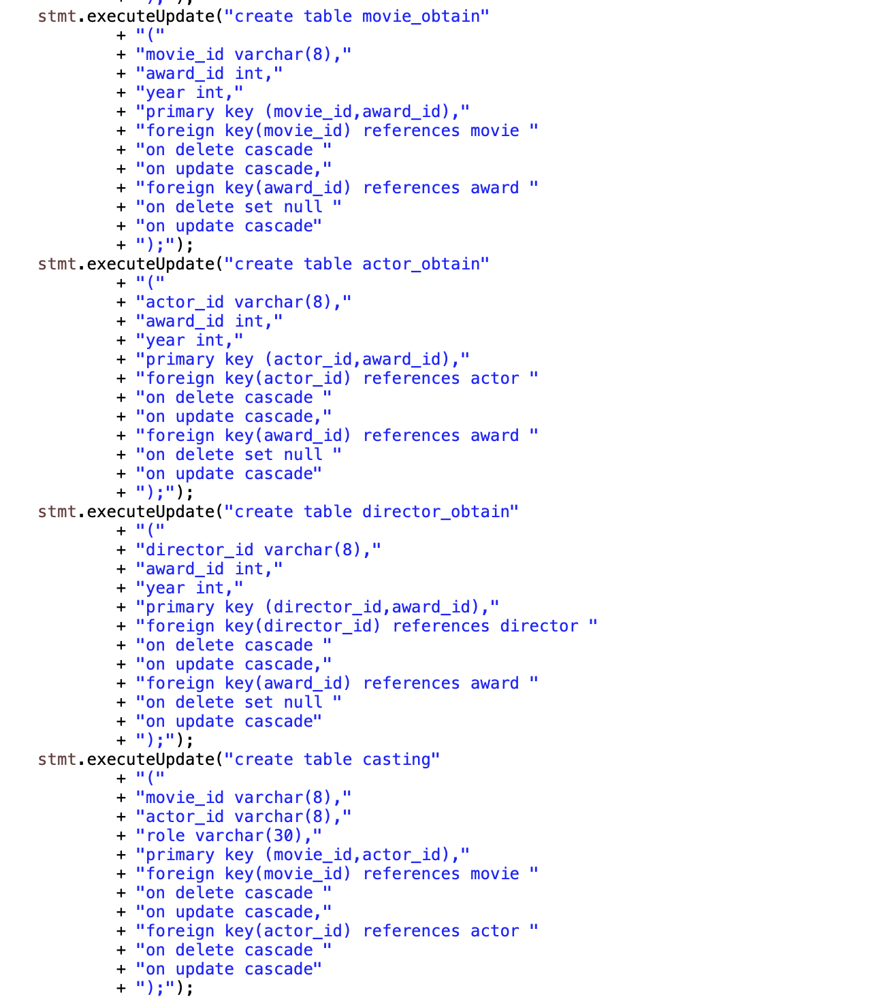 + ");");
stmt.executeUpdate("create table movie_obtain"
+ "("
+ "movie_id varchar(8),"
+ "award_id int,"
+ "year int,"
+ "primary key (movie_id,award_id),"
+ "foreign key(movie_id) references movie "
+ "on delete cascade "
+ "on update cascade,"
+ "foreign key(award_id) references award "
+ "on delete set null "
+ "on update cascade"
+ ");");
stmt.executeUpdate("create table actor_obtain"
+ "("
+ "actor_id varchar(8),"
+ "award_id int,"
+ "year int,"
+ "primary key (actor_id,award_id),"
+ "foreign key(actor_id) references actor "
+ "on delete cascade "
+ "on update cascade,"
+ "foreign key(award_id) references award "
+ "on delete set null "
+ "on update cascade"
+ ");");
stmt.executeUpdate("create table director_obtain"
+ "("
+ "director_id varchar(8),"
+ "award_id int,"
+ "year int,"
+ "primary key (director_id,award_id),"
+ "foreign key(director_id) references director "
+ "on delete cascade "
+ "on update cascade,"
+ "foreign key(award_id) references award "
+ "on delete set null "
+ "on update cascade"
+ ");");
stmt.executeUpdate("create table casting"
+ "("
+ "movie_id varchar(8),"
+ "actor_id varchar(8),"
+ "role varchar(30),"
+ "primary key (movie_id,actor_id),"
+ "foreign key(movie_id) references movie "
+ "on delete cascade "
+ "on update cascade,"
+ "foreign key(actor_id) references actor "
+ "on delete cascade "
+ "on update cascade"
+ ");");